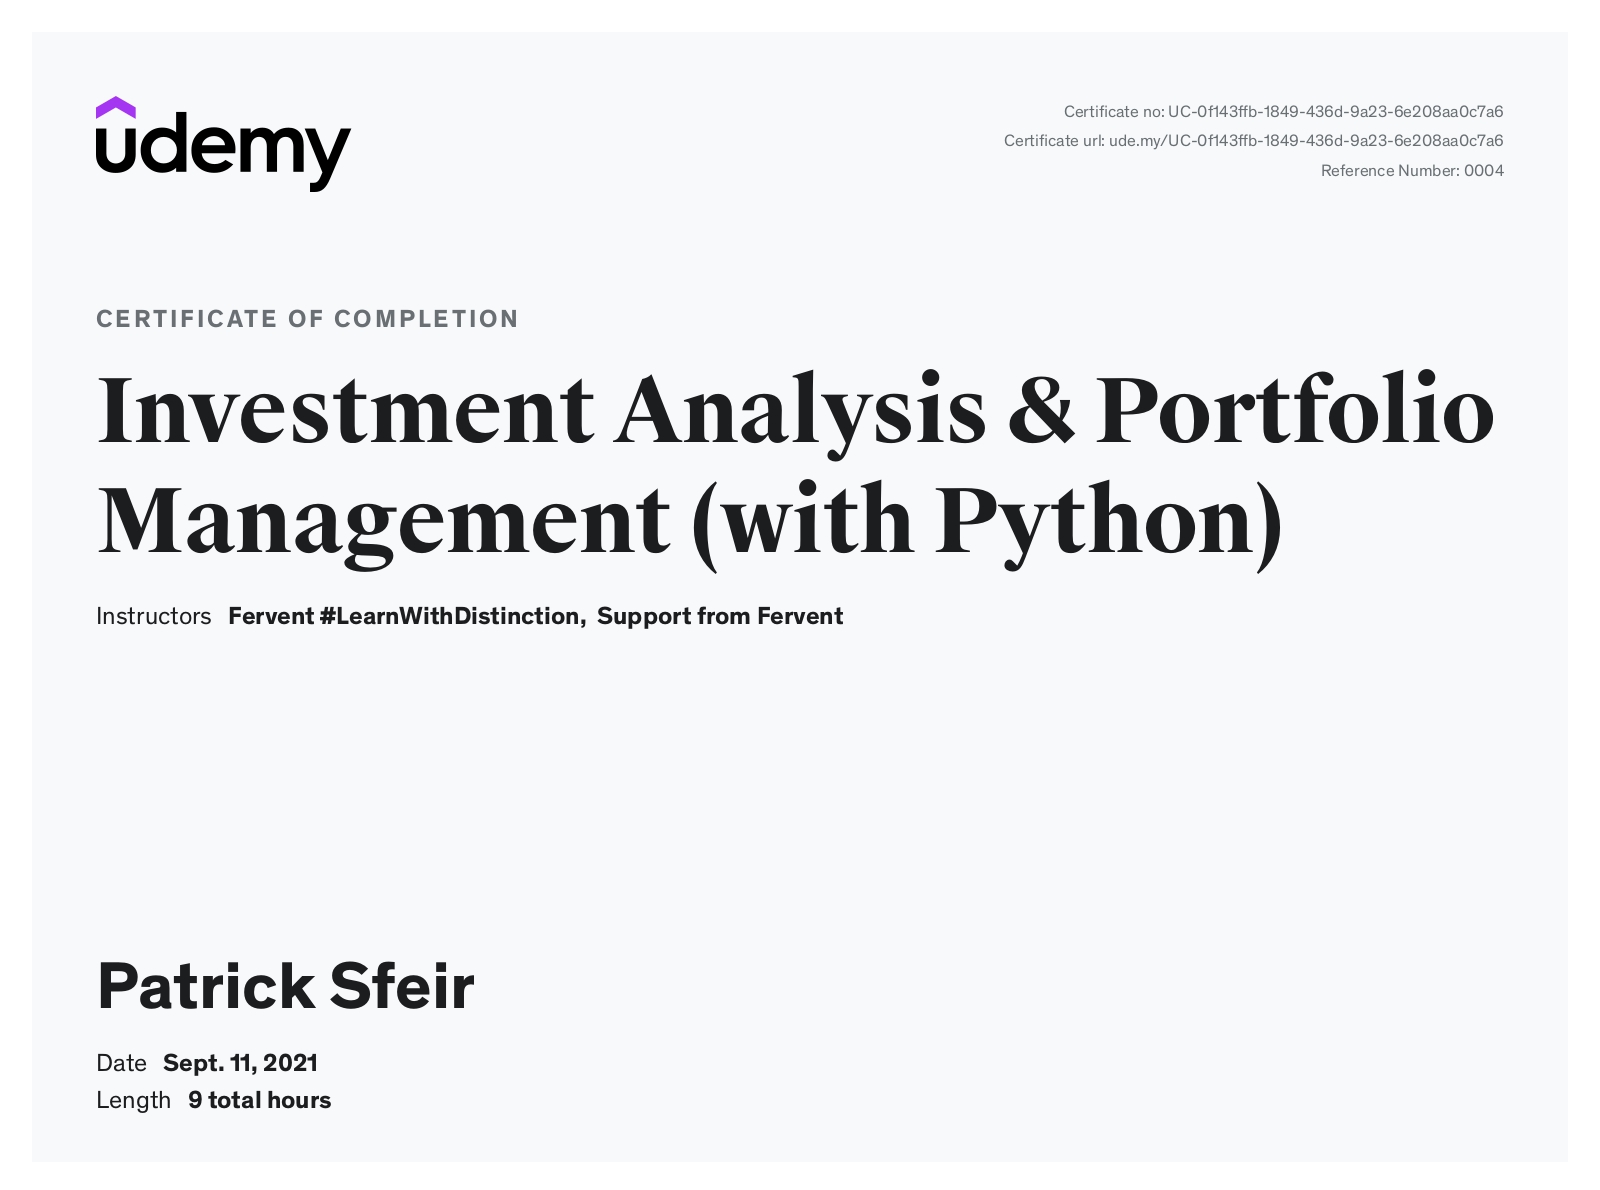 udemy
Certificate no: UC-0f143ffb-1849-436d-9a23-6e208aa0c7a6
Certificate url: ude.my/UC-0f143ffb-1849-436d-9a23-6e208aa0c7a6
Reference Number: 0004
CERTIFICATE OF COMPLETION
Investment Analysis & Portfolio
Management (with Python)
Instructors Fervent #LearnWithDistinction, Support from Fervent
Patrick Sfeir
Date Sept. 11, 2021
Length 9 total hours